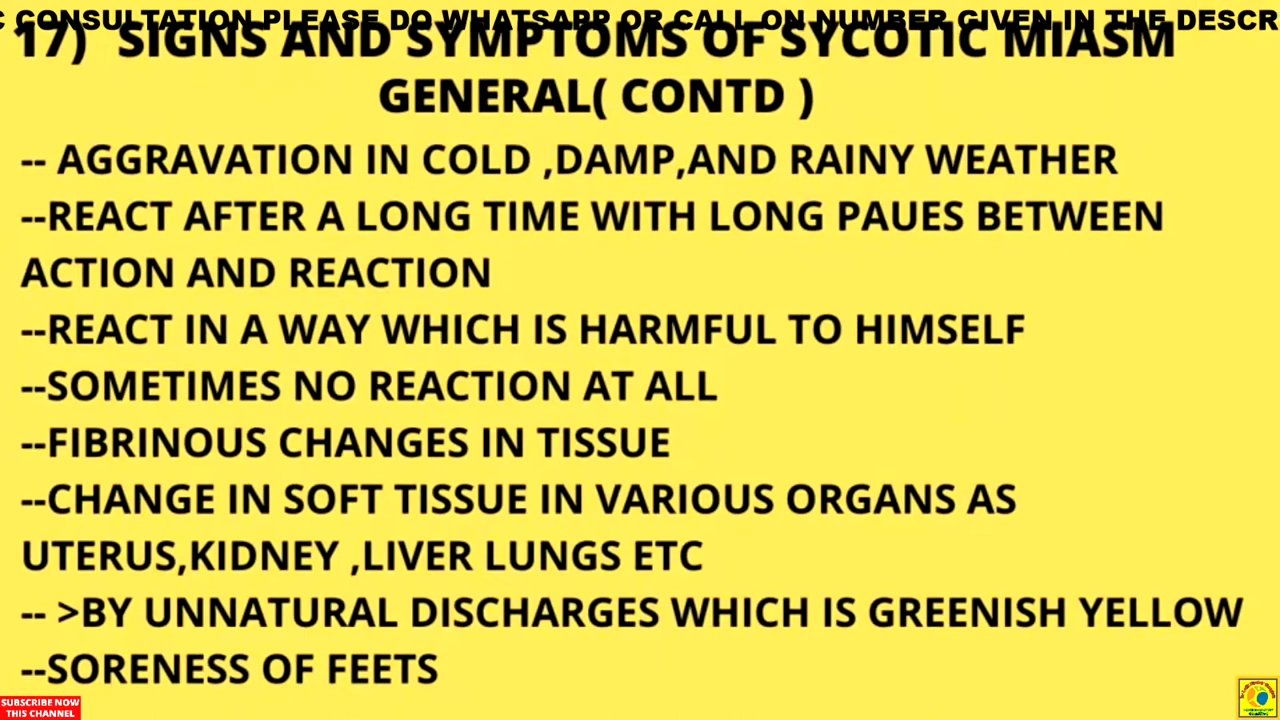 C CONSULTATION PLEASE DO WHATSAPP OR CALL ON NUMBER GIVEN IN THE DESCR
17) SIGNS AND SYMPTOMS OF SYCOTIC MIASM
GENERAL( CONTD )
-- AGGRAVATION IN COLD ,DAMP,AND RAINY WEATHER
--REACT AFTER A LONG TIME WITH LONG PAUES BETWEEN
ACTION AND REACTION
--REACT IN A WAY WHICH IS HARMFUL TO HIMSELF
--SOMETIMES NO REACTION AT ALL
--FIBRINOUS CHANGES IN TISSUE
--CHANGE IN SOFT TISSUE IN VARIOUS ORGANS AS
UTERUS,KIDNEY ,LIVER LUNGS ETC
-- >BY UNNATURAL DISCHARGES WHICH IS GREENISH YELLOW
--SORENESS OF FEETS
SUBSCRIBE NOW
THIS CHANNEL